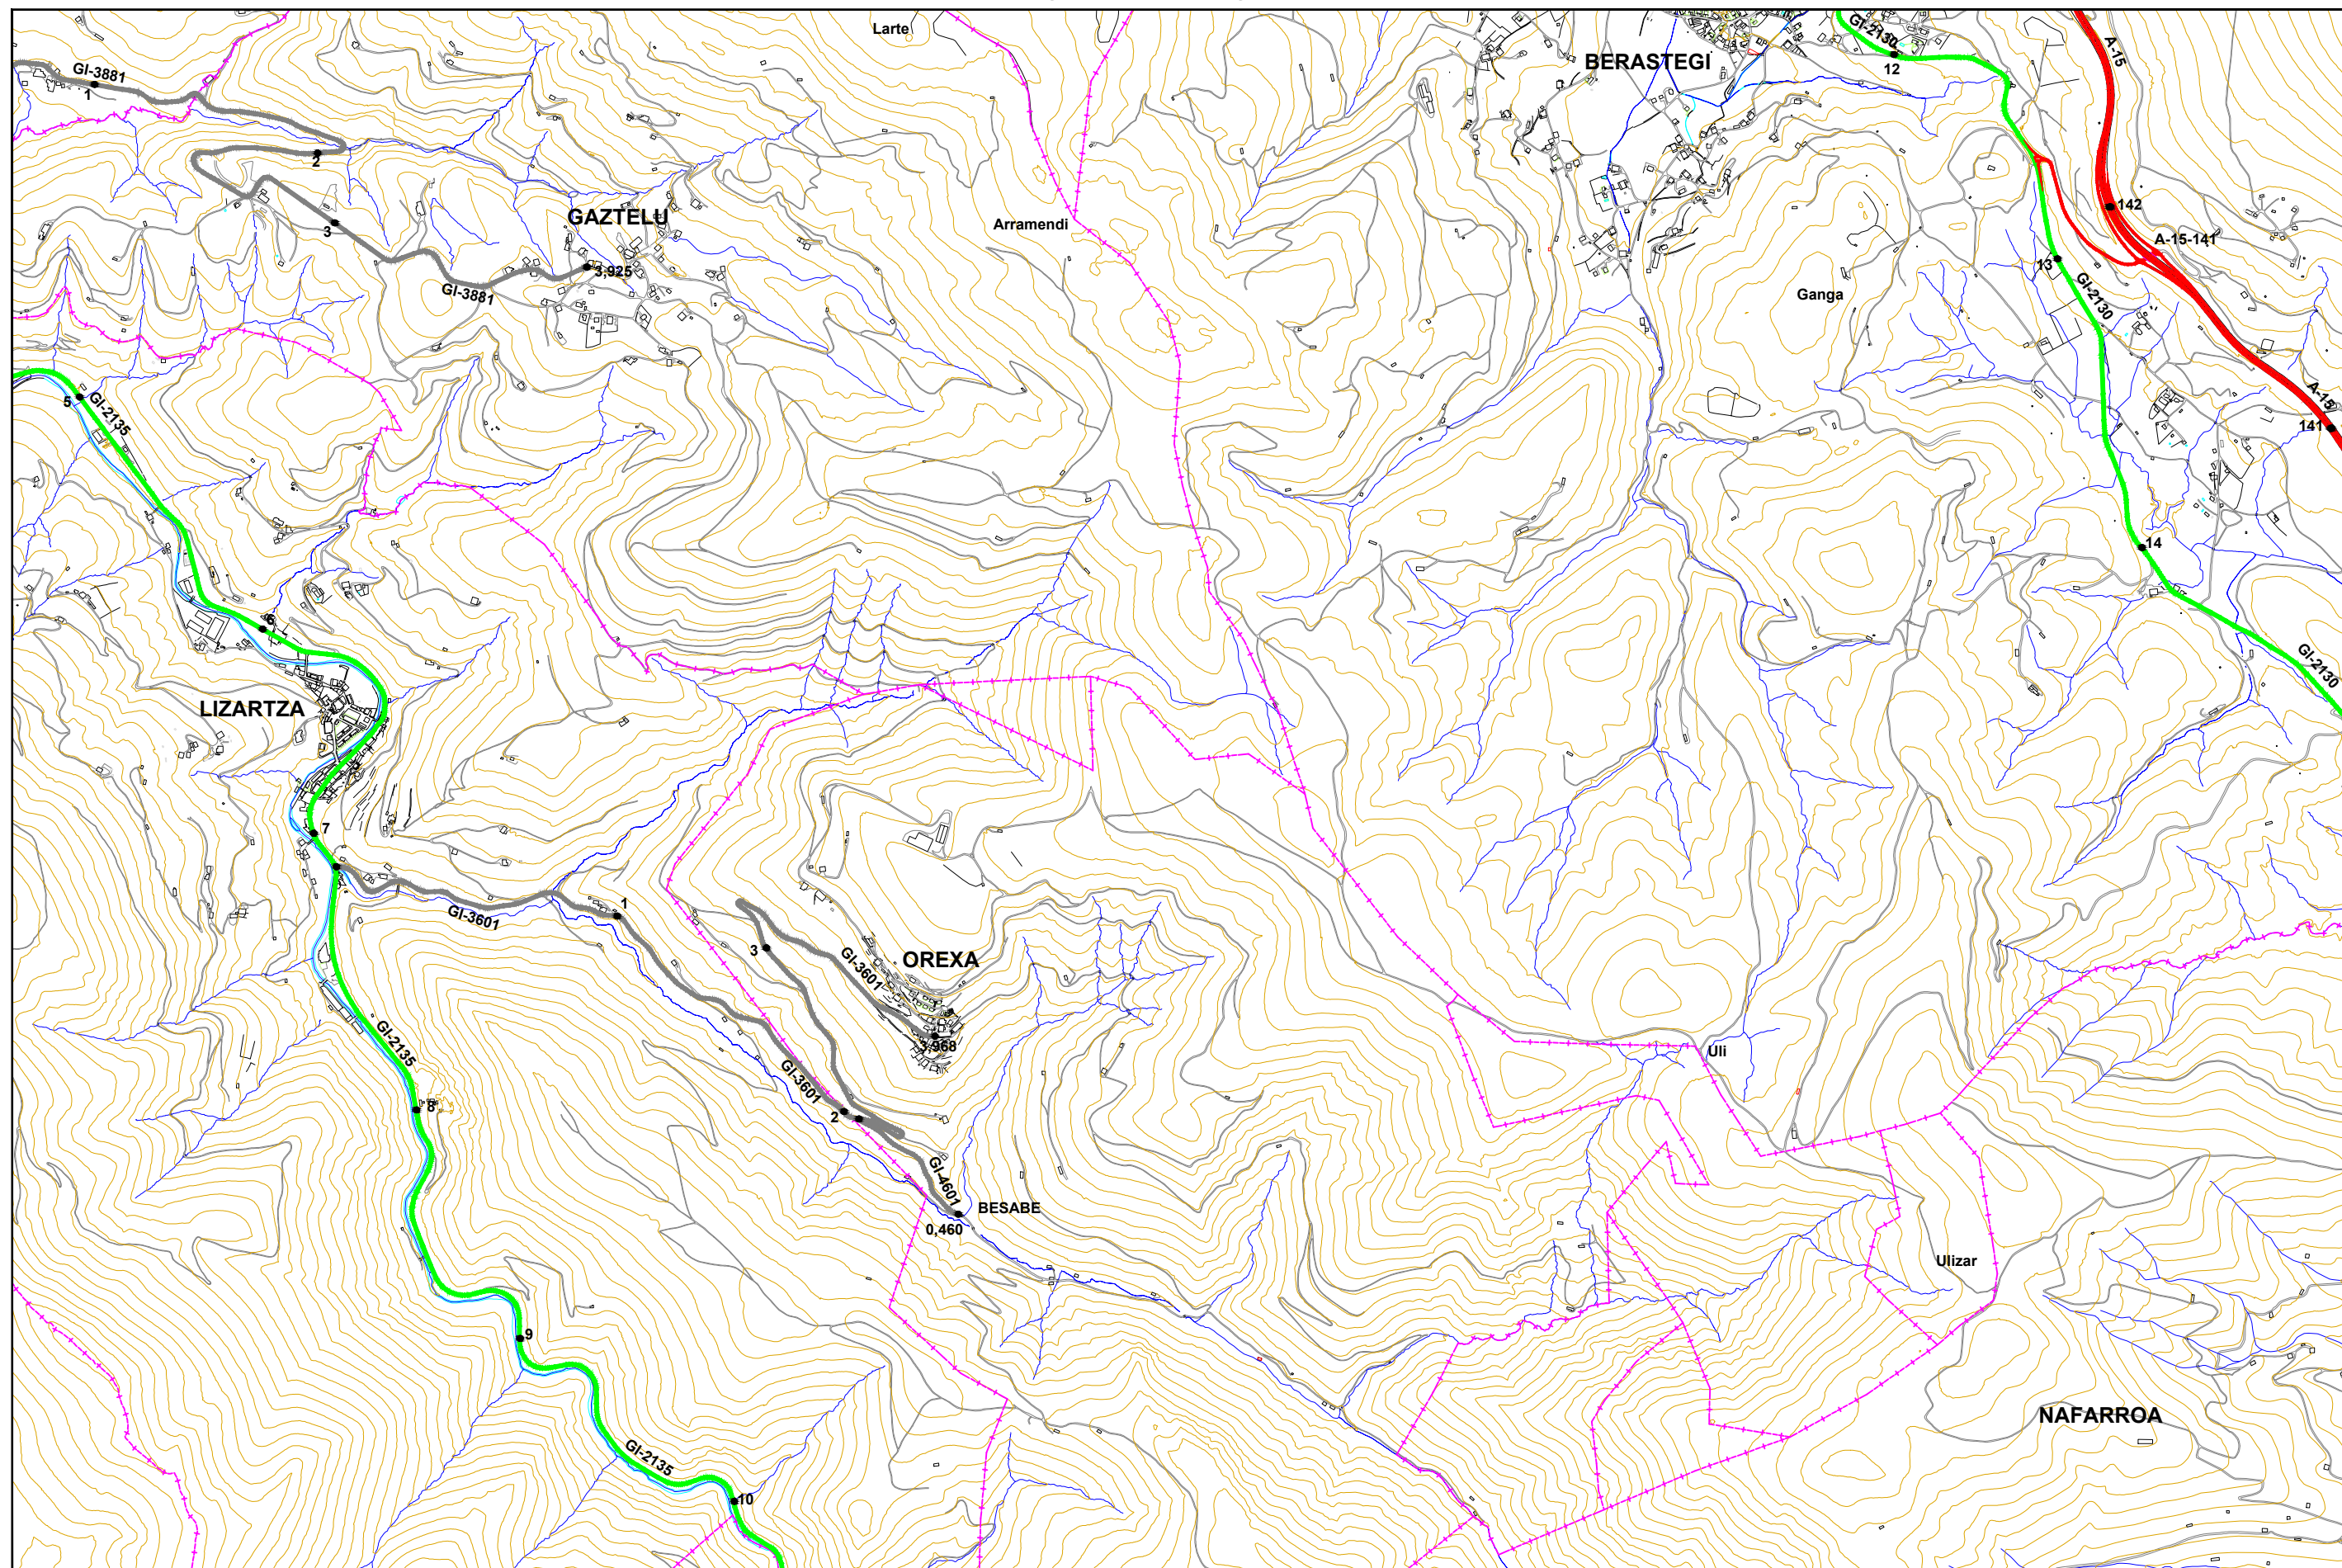 Larte
GI-2130
A-15
BERASTEGI
12
GI-3881
1
2
142
GAZTELU
3
Arramendi
A-15-141
13
3,925
GI-3881
Ganga
GI-2130
5
GI-2135
A-15
141
14
6
GI-2130
LIZARTZA
7
1
GI-3601
3
OREXA
GI-3601
GI-2135
3,968
Uli
GI-3601
8
2
GI-4601
BESABE
0,460
Ulizar
9
NAFARROA
GI-2135
10